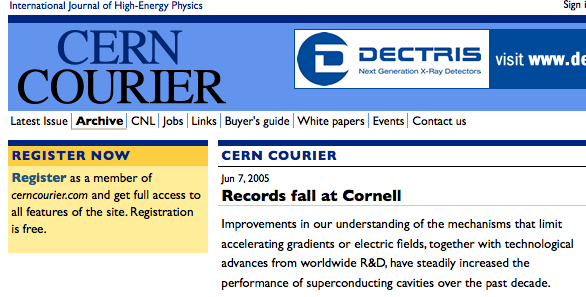 International Journal of High-Energy Physics
Sign
CERN
COURIER
DECTRIS
Next Generation X-Ray Detectors
visit www.de
Latest Issue Archive CNL Jobs Links Buyer's guide White papers Events Contact us
REGISTER NOW
Register as a member of
cerncourier.com and get full access to
all features of the site. Registration
is free.
CERN COURIER
Jun 7, 2005
Records fall at Cornell
Improvements in our understanding of the mechanisms that limit
accelerating gradients or electric fields, together with technological
advances from worldwide R&D, have steadily increased the
performance of superconducting cavities over the past decade.